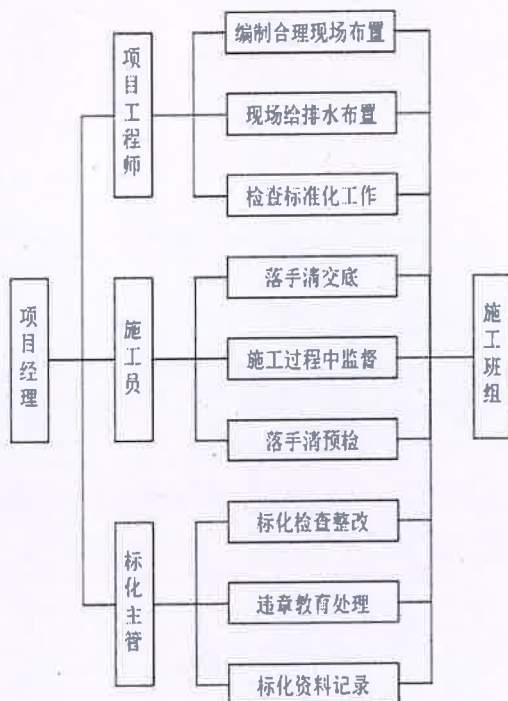 项目经理
项目工程师
施工员
标化主管
编制合理现场布置
现场给排水布置
检查标准化工作
落手清交底
施工过程中监督
落手清预检
标化检查整改
违章教育处理
标化资料记录
施工班组